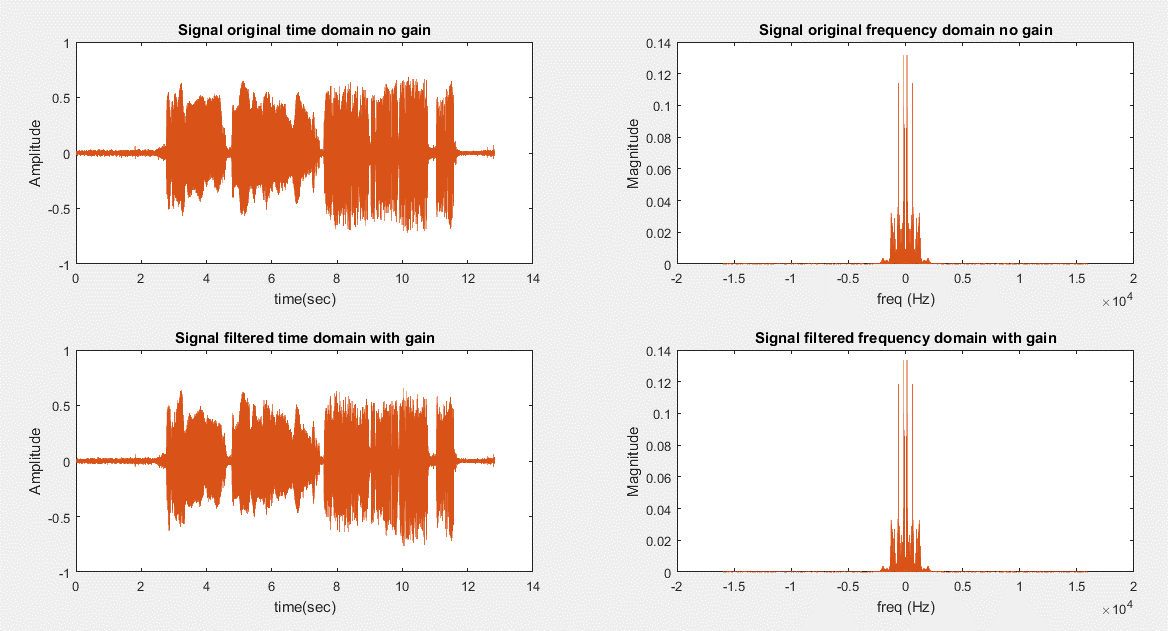 Signal original time domain no gain
1
0.5
0
-0.5
-1
Amplitude
0 2 4 6 8 10 12 14
time(sec)
Signal original frequency domain no gain
0.14
0.12
0.1
0.08
0.06
0.04
0.02
0
Magnitude
-2 -1.5 -1 -0.5 0 0.5 1 1.5 2
freq (Hz)
×10^4
Signal filtered time domain with gain
1
0.5
0
-0.5
-1
Amplitude
0 2 4 6 8 10 12 14
time(sec)
Signal filtered frequency domain with gain
0.14
0.12
0.1
0.08
0.06
0.04
0.02
0
Magnitude
-2 -1.5 -1 -0.5 0 0.5 1 1.5 2
freq (Hz)
×10^4